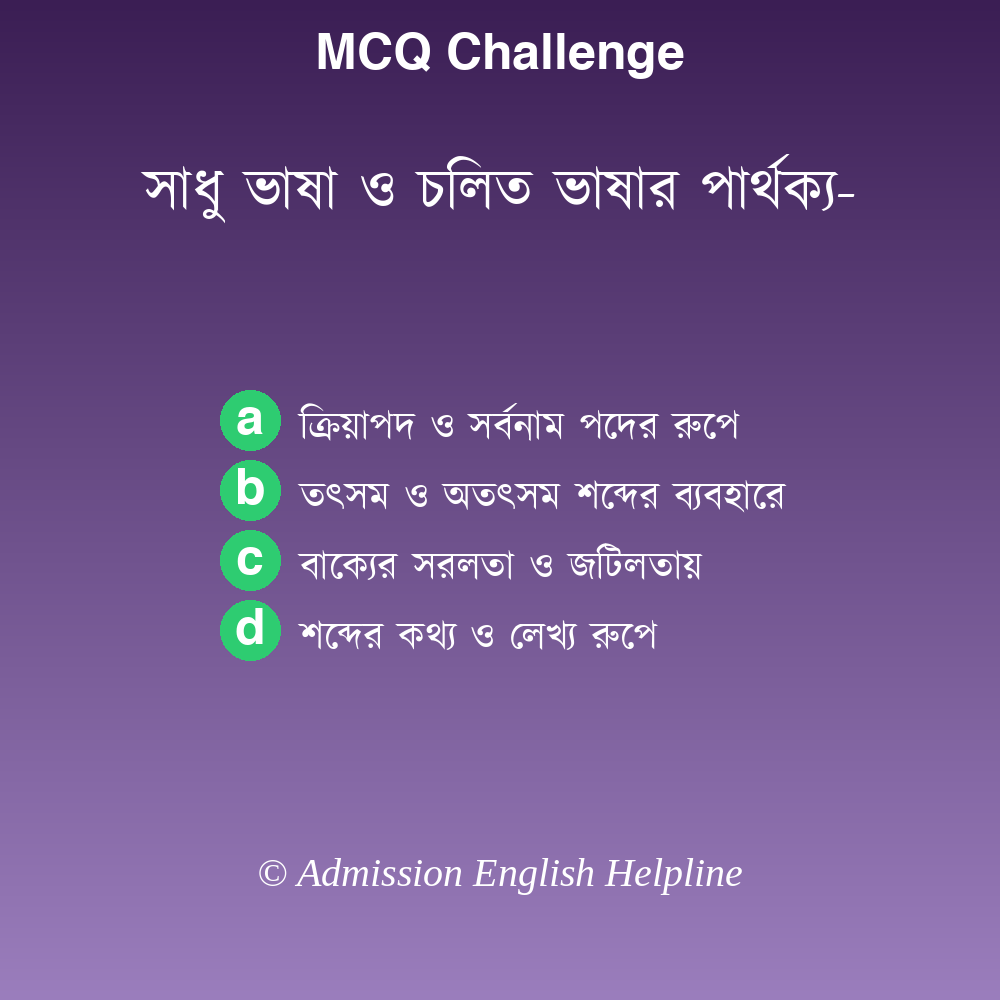 MCQ Challenge
সাধু ভাষা ও চলিত ভাষার পার্থক্য-
a ক্রিয়াপদ ও সর্বনাম পদের রুপে
b তৎসম ও অতৎসম শব্দের ব্যবহারে
c বাক্যের সরলতা ও জটিলতায়
d শব্দের কথ্য ও লেখ্য রুপে
© Admission English Helpline